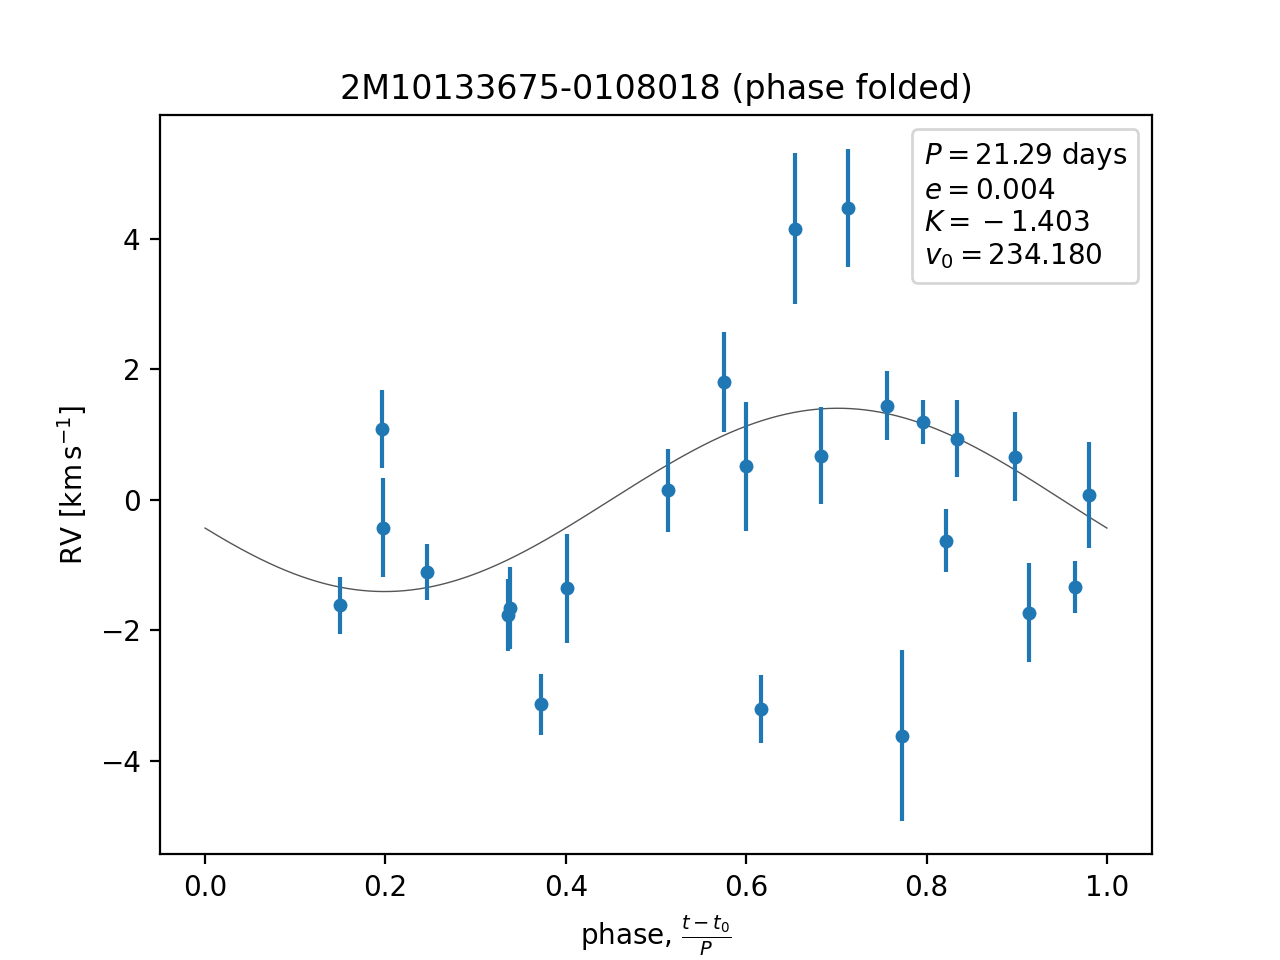 2M10133675-0108018 (phase folded)
P = 21.29 days
e = 0.004
K = −1.403
v₀ = 234.180
4
2
0
−2
−4
RV [km s⁻¹]
0.0 0.2 0.4 0.6 0.8 1.0
phase, (t − t₀)/P